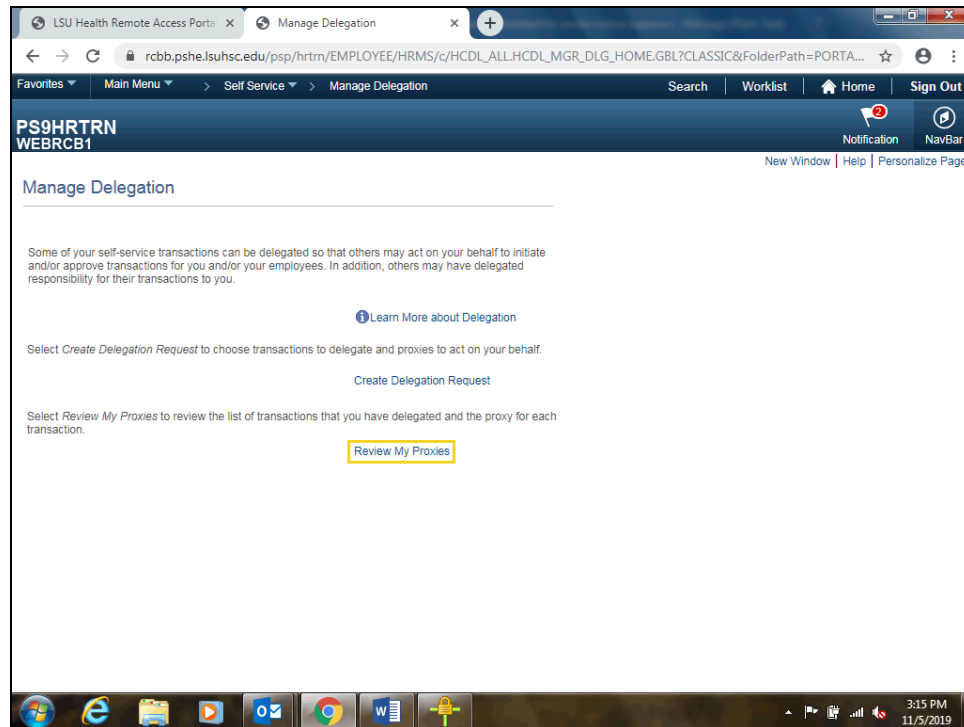 LSU Health Remote Access Porta
Manage Delegation
rcbb.pshe.lsuhsc.edu/psp/hrtrn/EMPLOYEE/HRMS/c/HCDL_ALL.HCDL_MGR_DLG_HOME.GBL?CLASSIC&FolderPath=PORTA...
Favorites Main Menu > Self Service > Manage Delegation Search Worklist Home Sign Out
PS9HRTRN
WEBRCB1
2
Notification NavBar
New Window | Help | Personalize Page
Manage Delegation
Some of your self-service transactions can be delegated so that others may act on your behalf to initiate
and/or approve transactions for you and/or your employees. In addition, others may have delegated
responsibility for their transactions to you.
Learn More about Delegation
Select Create Delegation Request to choose transactions to delegate and proxies to act on your behalf.
Create Delegation Request
Select Review My Proxies to review the list of transactions that you have delegated and the proxy for each
transaction.
Review My Proxies
3:15 PM
11/5/2019